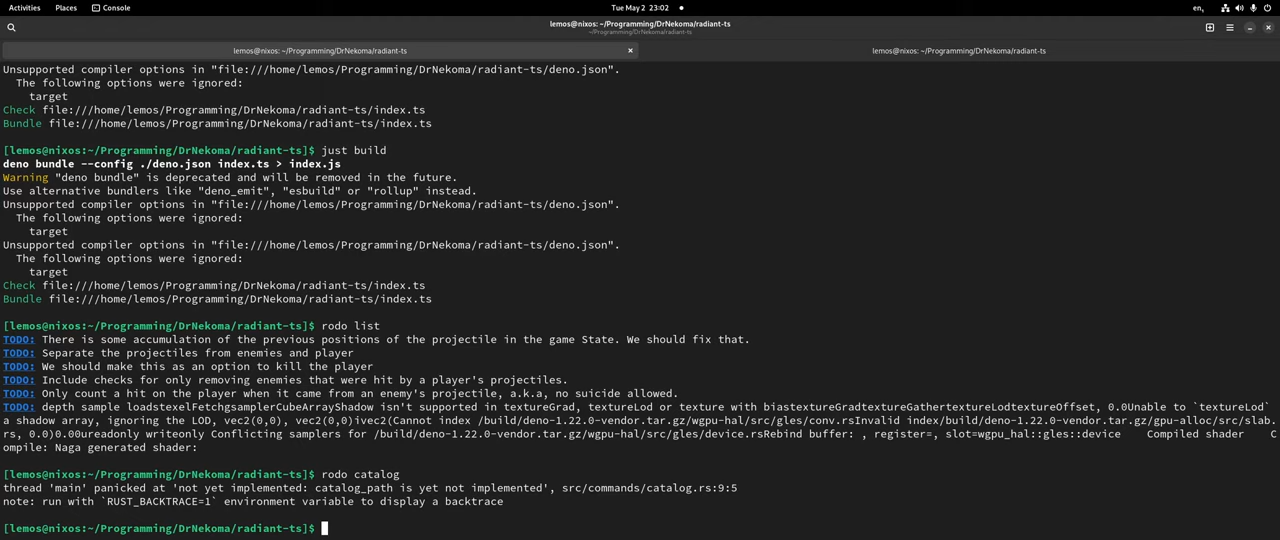 Activities Places Console Tue May 2 23:02 en,
lemos@nixos: ~/Programming/DrNekoma/radiant-ts
~/Programming/DrNekoma/radiant-ts
lemos@nixos: ~/Programming/DrNekoma/radiant-ts × lemos@nixos: ~/Programming/DrNekoma/radiant-ts
Unsupported compiler options in "file:///home/lemos/Programming/DrNekoma/radiant-ts/deno.json".
The following options were ignored:
target
Check file:///home/lemos/Programming/DrNekoma/radiant-ts/index.ts
Bundle file:///home/lemos/Programming/DrNekoma/radiant-ts/index.ts
[lemos@nixos:~/Programming/DrNekoma/radiant-ts]$ just build
deno bundle --config ./deno.json index.ts > index.js
Warning "deno bundle" is deprecated and will be removed in the future.
Use alternative bundlers like "deno_emit", "esbuild" or "rollup" instead.
Unsupported compiler options in "file:///home/lemos/Programming/DrNekoma/radiant-ts/deno.json".
The following options were ignored:
target
Unsupported compiler options in "file:///home/lemos/Programming/DrNekoma/radiant-ts/deno.json".
The following options were ignored:
target
Check file:///home/lemos/Programming/DrNekoma/radiant-ts/index.ts
Bundle file:///home/lemos/Programming/DrNekoma/radiant-ts/index.ts
[lemos@nixos:~/Programming/DrNekoma/radiant-ts]$ rodo list
TODO: There is some accumulation of the previous positions of the projectile in the game State. We should fix that.
TODO: Separate the projectiles from enemies and player
TODO: We should make this as an option to kill the player
TODO: Include checks for only removing enemies that were hit by a player's projectiles.
TODO: Only count a hit on the player when it came from an enemy's projectile, a.k.a, no suicide allowed.
TODO: depth sample loadstexelFetchgsamplerCubeArrayShadow isn't supported in textureGrad, textureLod or texture with biastextureGradtextureGathertextureLodtextureOffset, 0.0Unable to `textureLod`
a shadow array, ignoring the LOD, vec2(0,0), vec2(0,0)ivec2(Cannot index /build/deno-1.22.0-vendor.tar.gz/wgpu-hal/src/gles/conv.rsInvalid index/build/deno-1.22.0-vendor.tar.gz/gpu-alloc/src/slab.
rs, 0.0)0.00ureadonly writeonly Conflicting samplers for /build/deno-1.22.0-vendor.tar.gz/wgpu-hal/src/gles/device.rsRebind buffer: , register=, slot=wgpu_hal::gles::device Compiled shader C
ompile: Naga generated shader:
[lemos@nixos:~/Programming/DrNekoma/radiant-ts]$ rodo catalog
thread 'main' panicked at 'not yet implemented: catalog_path is yet not implemented', src/commands/catalog.rs:9:5
note: run with `RUST_BACKTRACE=1` environment variable to display a backtrace
[lemos@nixos:~/Programming/DrNekoma/radiant-ts]$